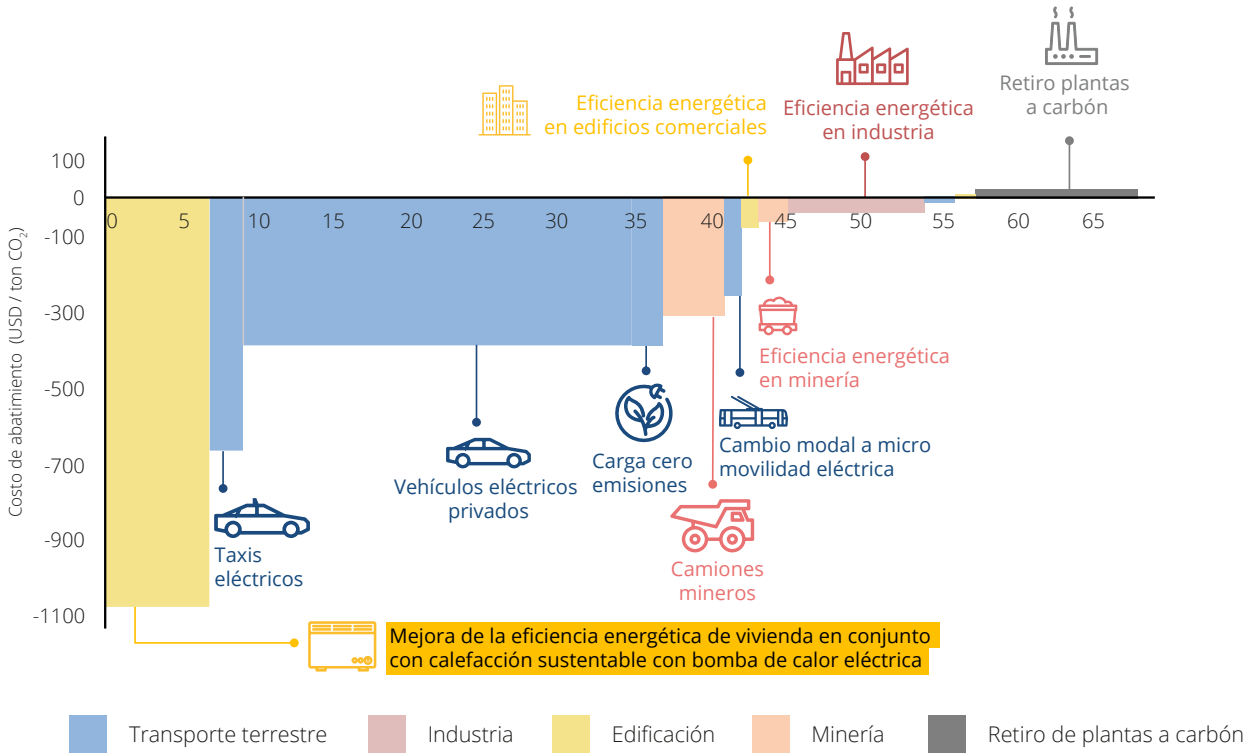 Retiro plantas
a carbón
Eficiencia energética
en edificios comerciales
Eficiencia energética
en industria
Costo de abatimiento (USD / ton CO₂)
100
0
-100
-300
-500
-700
-900
-1100
0
5
10
15
20
25
30
35
40
45
50
55
60
65
Eficiencia energética
en minería
Cambio modal a micro
movilidad eléctrica
Carga cero
emisiones
Vehículos eléctricos
privados
Taxis
eléctricos
Camiones
mineros
Mejora de la eficiencia energética de vivienda en conjunto
con calefacción sustentable con bomba de calor eléctrica
Transporte terrestre
Industria
Edificación
Minería
Retiro de plantas a carbón